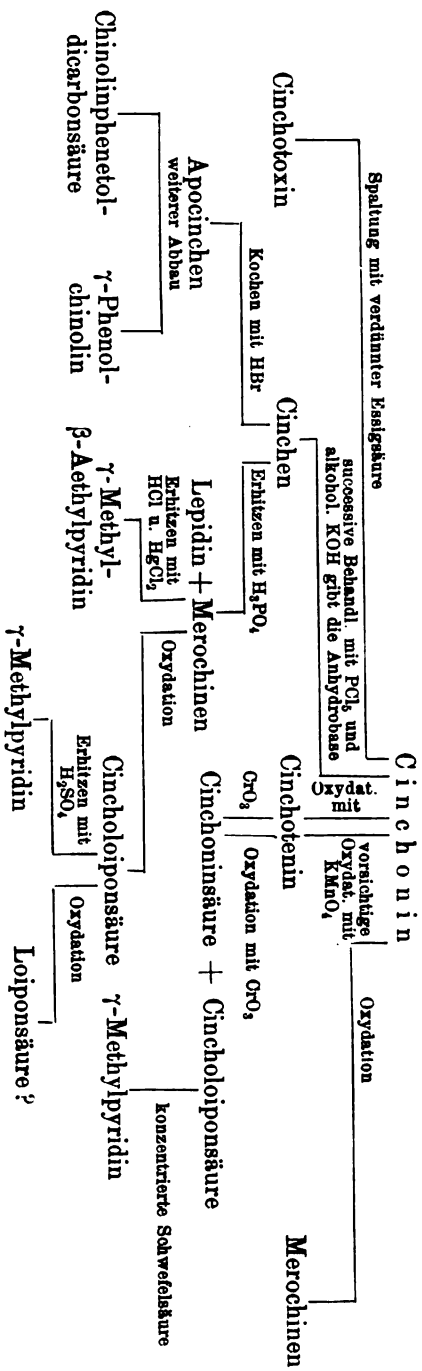 Cinchonin
Spaltung mit verdünnter Essigsäure
successive Behandl. mit PCl₅ und
alkohol. KOH gibt die Anhydrobase
Oxydat.
mit
vorsichtige
Oxydat. mit
KMnO₄
Oxydation
Cinchotoxin
Cinchen
Cinchotenin
Merochinen
Kochen mit HBr
Erhitzen mit H₃PO₄
CrO₃
Oxydation mit CrO₃
Apocinchen
weiterer Abbau
Lepidin + Merochinen
Cinchoninsäure + Cincholoiponsäure
Erhitzen mit
HCl u. HgCl₂
Oxydation
konzentrierte Schwefelsäure
Chinolinphenetol-
dicarbonsäure
γ-Phenol-
chinolin
γ-Methyl-
β-Aethylpyridin
Cincholoiponsäure
γ-Methylpyridin
Erhitzen mit
H₂SO₄
Oxydation
γ-Methylpyridin
Loiponsäure?